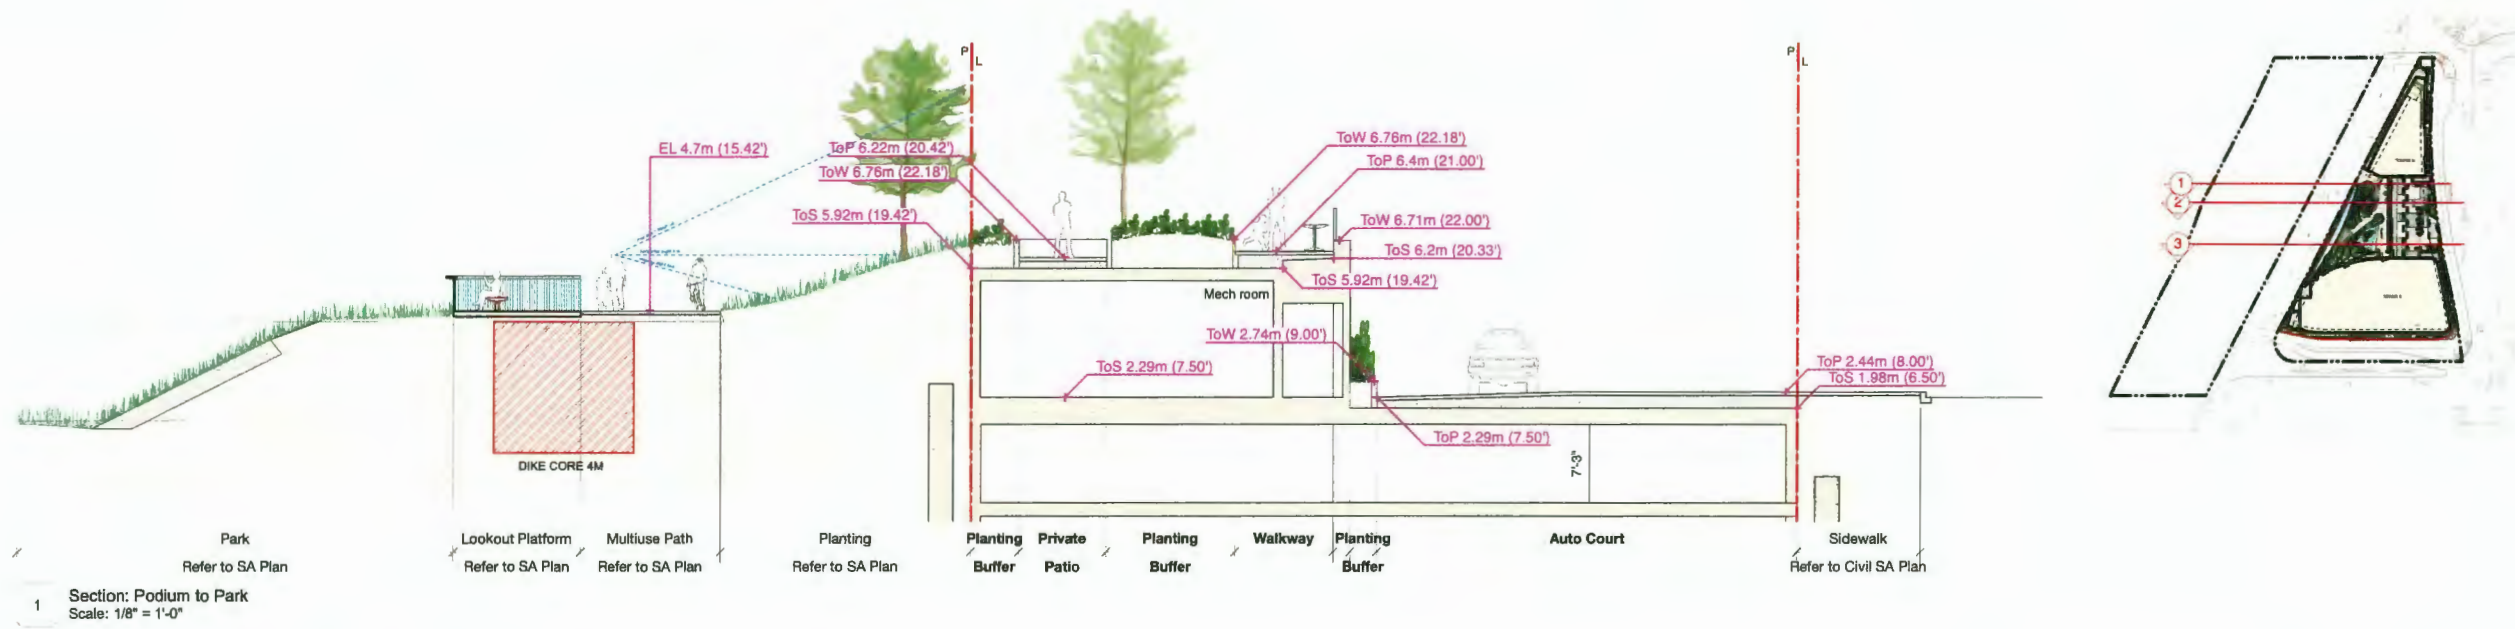 P
L
P
L
EL 4.7m (15.42')
ToP 6.22m (20.42')
ToW 6.76m (22.18')
ToS 5.92m (19.42')
ToW 6.76m (22.18')
ToP 6.4m (21.00')
ToW 6.71m (22.00')
ToS 6.2m (20.33')
ToS 5.92m (19.42')
Mech room
ToW 2.74m (9.00')
ToS 2.29m (7.50')
ToP 2.44m (8.00')
ToS 1.98m (6.50')
ToP 2.29m (7.50')
7'-3"
DIKE CORE 4M
1
2
3
Park
Refer to SA Plan
Lookout Platform
Refer to SA Plan
Multiuse Path
Refer to SA Plan
Planting
Refer to SA Plan
Planting
Buffer
Private
Patio
Planting
Buffer
Walkway
Planting
Buffer
Auto Court
Sidewalk
Refer to Civil SA Plan
1
Section: Podium to Park
Scale: 1/8" = 1'-0"